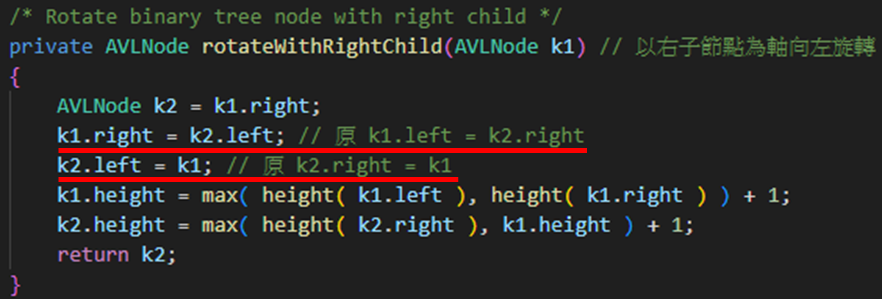 /* Rotate binary tree node with right child */
private AVLNode rotateWithRightChild(AVLNode k1) // 以右子節點為軸向左旋轉
{
AVLNode k2 = k1.right;
k1.right = k2.left; // 原 k1.left = k2.right
k2.left = k1; // 原 k2.right = k1
k1.height = max( height( k1.left ), height( k1.right ) ) + 1;
k2.height = max( height( k2.right ), k1.height ) + 1;
return k2;
}